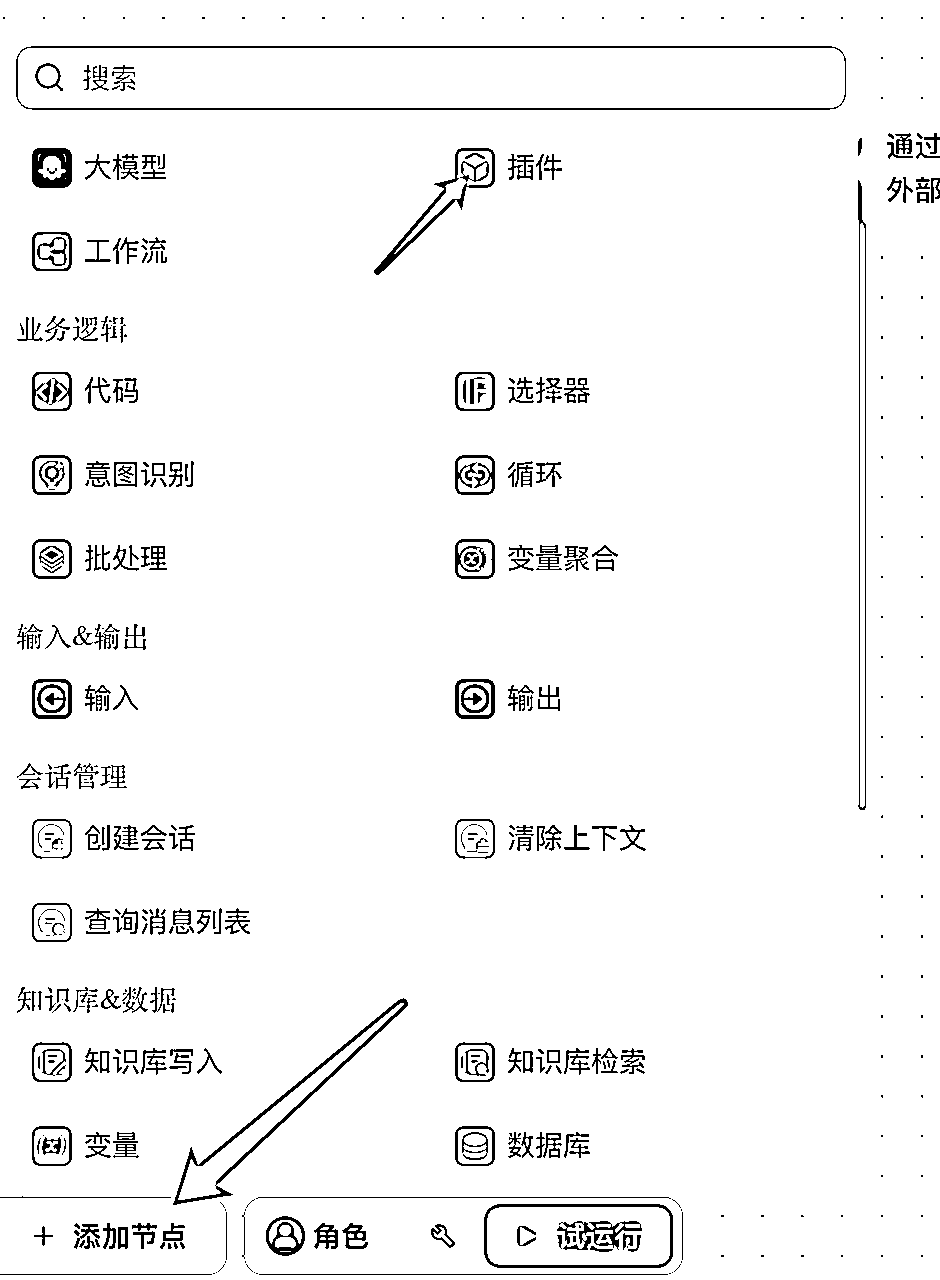 搜索
大模型 插件
通过
外部
工作流
业务逻辑
代码 选择器
意图识别 循环
批处理 变量聚合
输入&输出
输入 输出
会话管理
创建会话 清除上下文
查询消息列表
知识库&数据
知识库写入 知识库检索
变量 数据库
+ 添加节点 角色 试运行